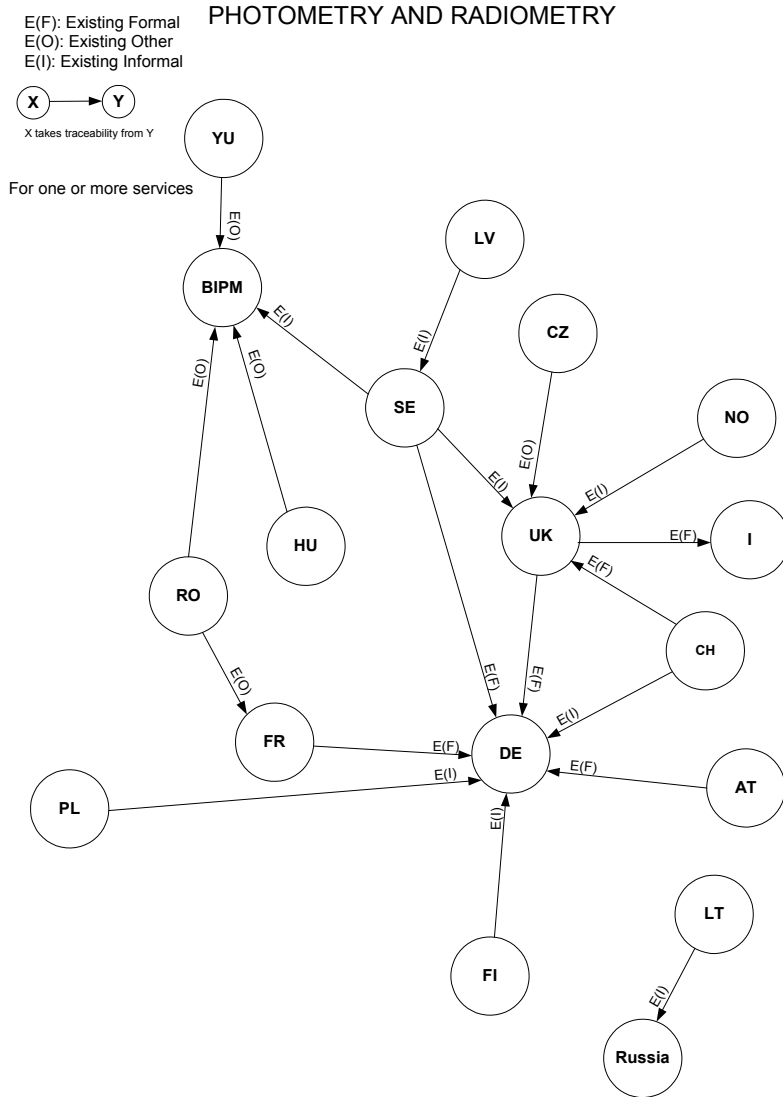 PHOTOMETRY AND RADIOMETRY
E(F): Existing Formal
E(O): Existing Other
E(I): Existing Informal
X
Y
X takes traceability from Y
YU
For one or more services
E(O)
LV
BIPM
E(I)
E(I)
CZ
E(O)
E(O)
SE
NO
E(O)
E(I)
E(I)
UK
E(F)
I
HU
E(F)
RO
CH
E(O)
E(F)
E(F)
E(I)
FR
E(F)
DE
E(I)
E(F)
AT
PL
E(I)
LT
FI
E(I)
Russia